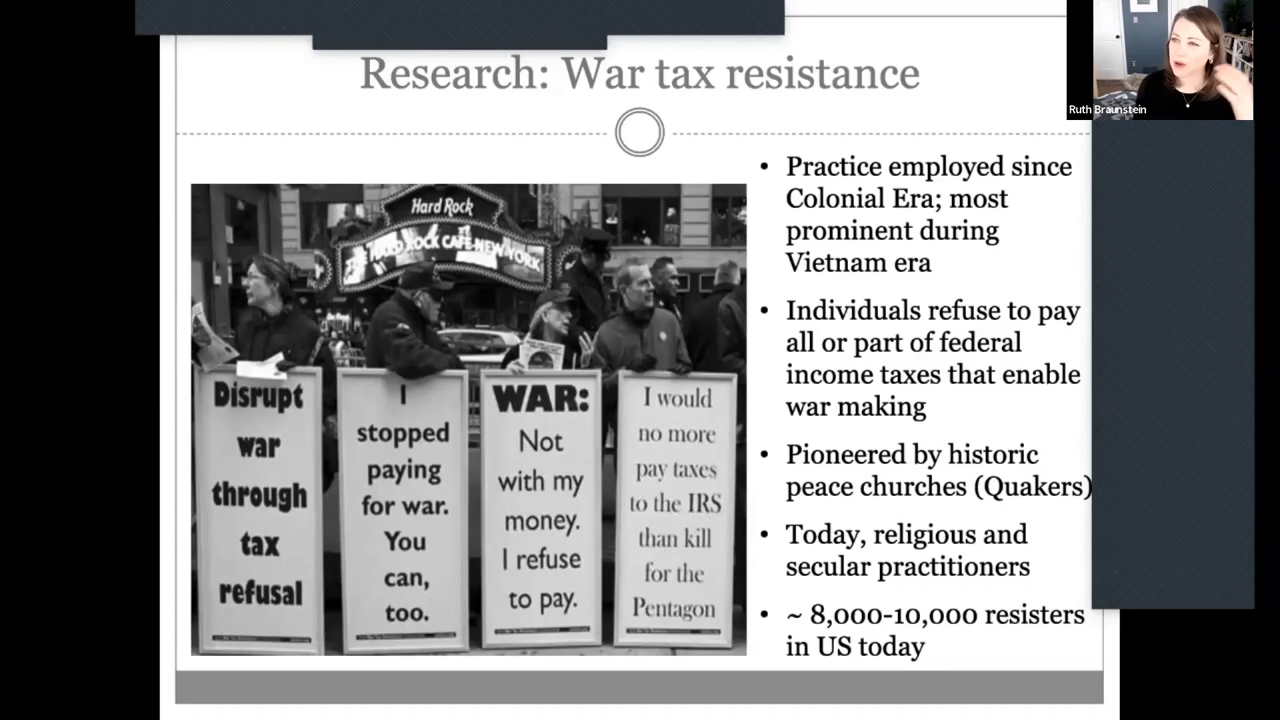 Research: War tax resistance
Ruth Braunstein
Hard Rock
HARD ROCK CAFE NEW YORK
Disrupt
war
through
tax
refusal
I
stopped
paying
for war.
You
can,
too.
WAR:
Not
with my
money.
I refuse
to pay.
I would
no more
pay taxes
to the IRS
than kill
for the
Pentagon
• Practice employed since
Colonial Era; most
prominent during
Vietnam era
• Individuals refuse to pay
all or part of federal
income taxes that enable
war making
• Pioneered by historic
peace churches (Quakers)
• Today, religious and
secular practitioners
• ~ 8,000-10,000 resisters
in US today